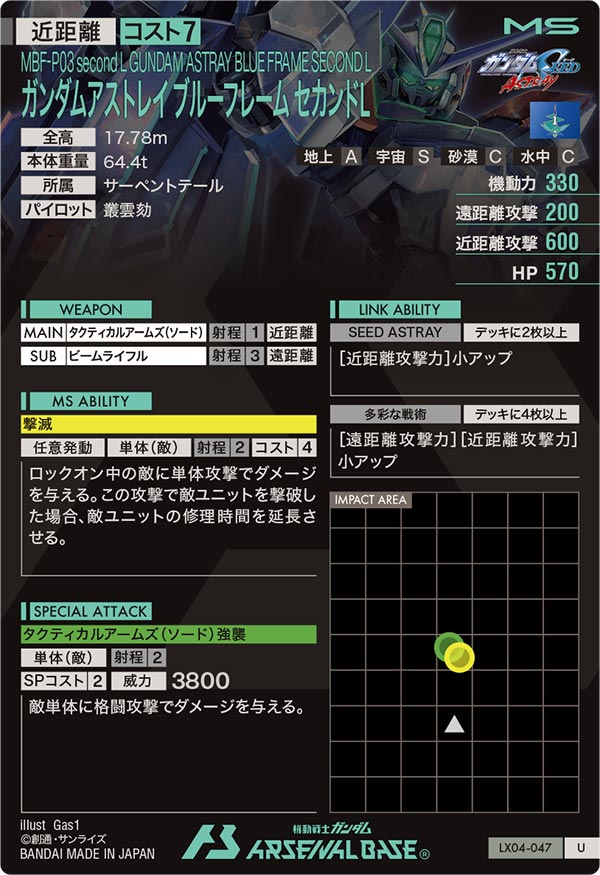 近距離 コスト7
MS
MBF-P03 second L GUNDAM ASTRAY BLUE FRAME SECOND L
ガンダムアストレイブルーフレーム セカンドL
ガンダムSEED
ASTRAY
全高 17.78m
本体重量 64.4t
所属 サーペントテール
パイロット 叢雲劾
1
地上 A 宇宙 S 砂漠 C 水中 C
機動力 330
遠距離攻撃 200
近距離攻撃 600
HP 570
WEAPON
MAIN タクティカルアームズ(ソード) 射程 1 近距離
SUB ビームライフル 射程 3 遠距離
MS ABILITY
撃滅
任意発動 単体(敵) 射程 2 コスト 4
ロックオン中の敵に単体攻撃でダメージ
を与える。この攻撃で敵ユニットを撃破し
た場合、敵ユニットの修理時間を延長さ
せる。
SPECIAL ATTACK
タクティカルアームズ(ソード)強襲
単体(敵) 射程 2
SPコスト 2 威力 3800
敵単体に格闘攻撃でダメージを与える。
LINK ABILITY
SEED ASTRAY デッキに2枚以上
[近距離攻撃力]小アップ
多彩な戦術 デッキに4枚以上
[遠距離攻撃力][近距離攻撃力]
小アップ
IMPACT AREA
illust Gas1
©創通・サンライズ
BANDAI MADE IN JAPAN
機動戦士ガンダム
ARSENAL BASE®
LX04-047 U